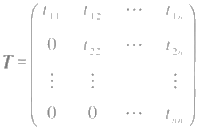 T = ( t₁₁ t₁₂ ⋯ t₁ₙ
0 t₂₂ ⋯ t₂ₙ
⋮ ⋮ ⋮
0 0 ⋯ tₙₙ )